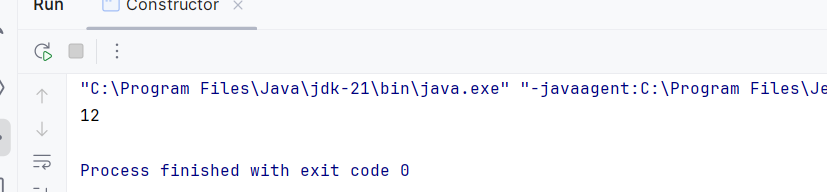 Run Constructor
"C:\Program Files\Java\jdk-21\bin\java.exe" "-javaagent:C:\Program Files\Je
12
Process finished with exit code 0